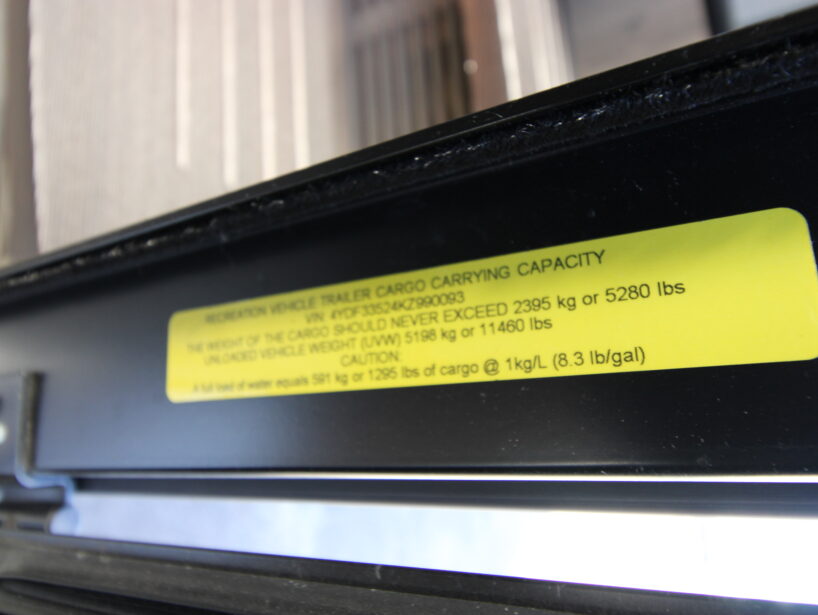 RECREATION VEHICLE TRAILER CARGO CARRYING CAPACITY
VIN: 4YDF33524KZ990093
THE WEIGHT OF THE CARGO SHOULD NEVER EXCEED 2395 kg or 5280 lbs
UNLOADED VEHICLE WEIGHT (UVW) 5198 kg or 11460 lbs
CAUTION:
A full load of water equals 591 kg or 1295 lbs of cargo @ 1kg/L (8.3 lb/gal)